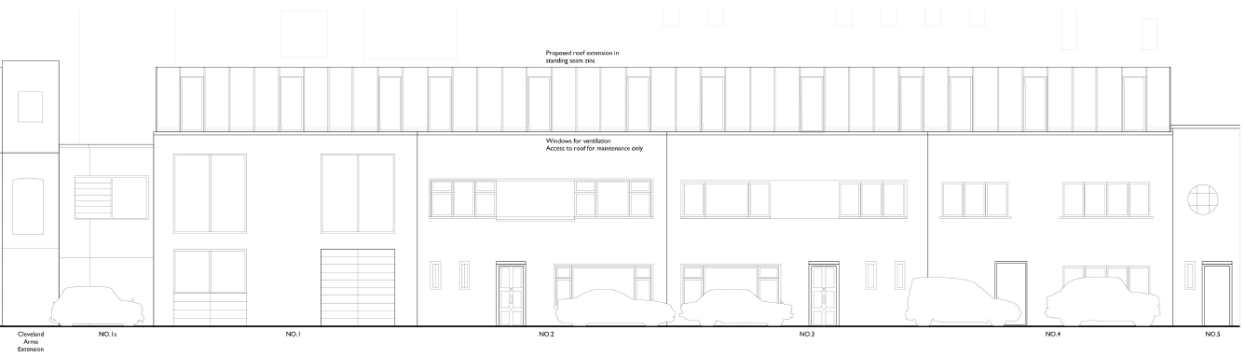 Proposed roof extension in
standing seam zinc
Windows for ventilation
Access to roof for maintenance only
Cleveland
Arms
Extension
NO.1a
NO.1
NO.2
NO.3
NO.4
NO.5